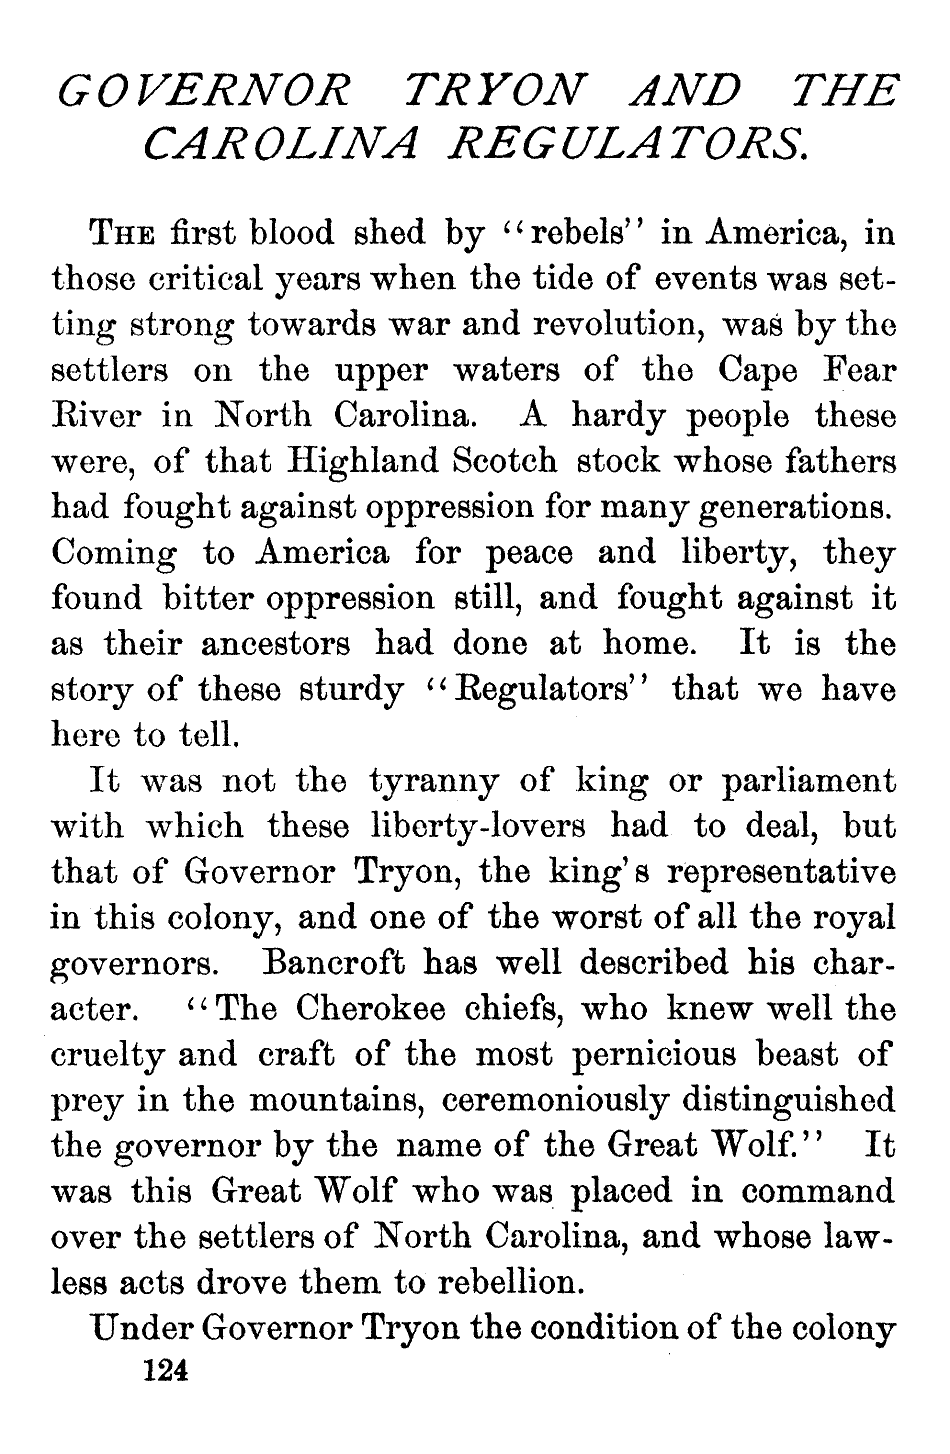 GOVERNOR TRYON AND THE
CAROLINA REGULATORS.
THE first blood shed by “rebels” in America, in
those critical years when the tide of events was set-
ting strong towards war and revolution, was by the
settlers on the upper waters of the Cape Fear
River in North Carolina. A hardy people these
were, of that Highland Scotch stock whose fathers
had fought against oppression for many generations.
Coming to America for peace and liberty, they
found bitter oppression still, and fought against it
as their ancestors had done at home. It is the
story of these sturdy “Regulators” that we have
here to tell.
It was not the tyranny of king or parliament
with which these liberty-lovers had to deal, but
that of Governor Tryon, the king's representative
in this colony, and one of the worst of all the royal
governors. Bancroft has well described his char-
acter. “The Cherokee chiefs, who knew well the
cruelty and craft of the most pernicious beast of
prey in the mountains, ceremoniously distinguished
the governor by the name of the Great Wolf.” It
was this Great Wolf who was placed in command
over the settlers of North Carolina, and whose law-
less acts drove them to rebellion.
Under Governor Tryon the condition of the colony
124